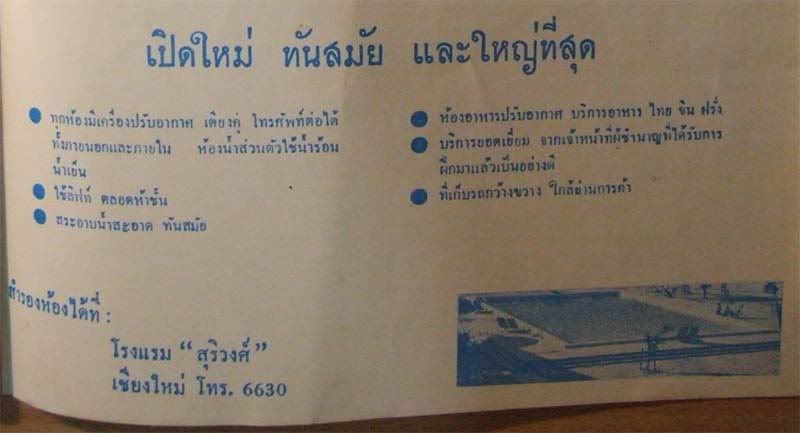 เปิดใหม่ ทันสมัย และใหญ่ที่สุด
● ทุกห้องมีเครื่องปรับอากาศ เตียงคู่ โทรศัพท์ต่อได้
ทั้งภายนอกและภายใน ห้องน้ำส่วนตัวใช้น้ำร้อน
น้ำเย็น
● ใช้ลิฟท์ ตลอดห้าชั้น
● สระอาบน้ำสะอาด ทันสมัย
● ห้องอาหารปรับอากาศ บริการอาหาร ไทย จีน ฝรั่ง
● บริการยอดเยี่ยม จากเจ้าหน้าที่ผู้ชำนาญที่ได้รับการ
ฝึกมาแล้วเป็นอย่างดี
● ที่เก็บรถกว้างขวาง ใกล้ย่านการค้า
สำรองห้องได้ที่ :
โรงแรม “สุริวงศ์”
เชียงใหม่ โทร. 6630